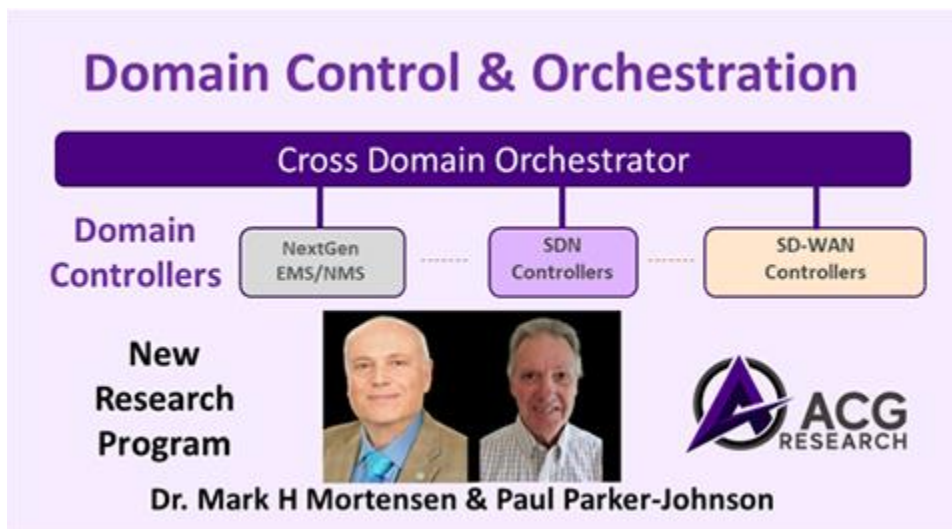 Domain Control & Orchestration
Cross Domain Orchestrator
Domain
Controllers
NextGen
EMS/NMS
SDN
Controllers
SD-WAN
Controllers
New
Research
Program
ACG
RESEARCH
Dr. Mark H Mortensen & Paul Parker-Johnson